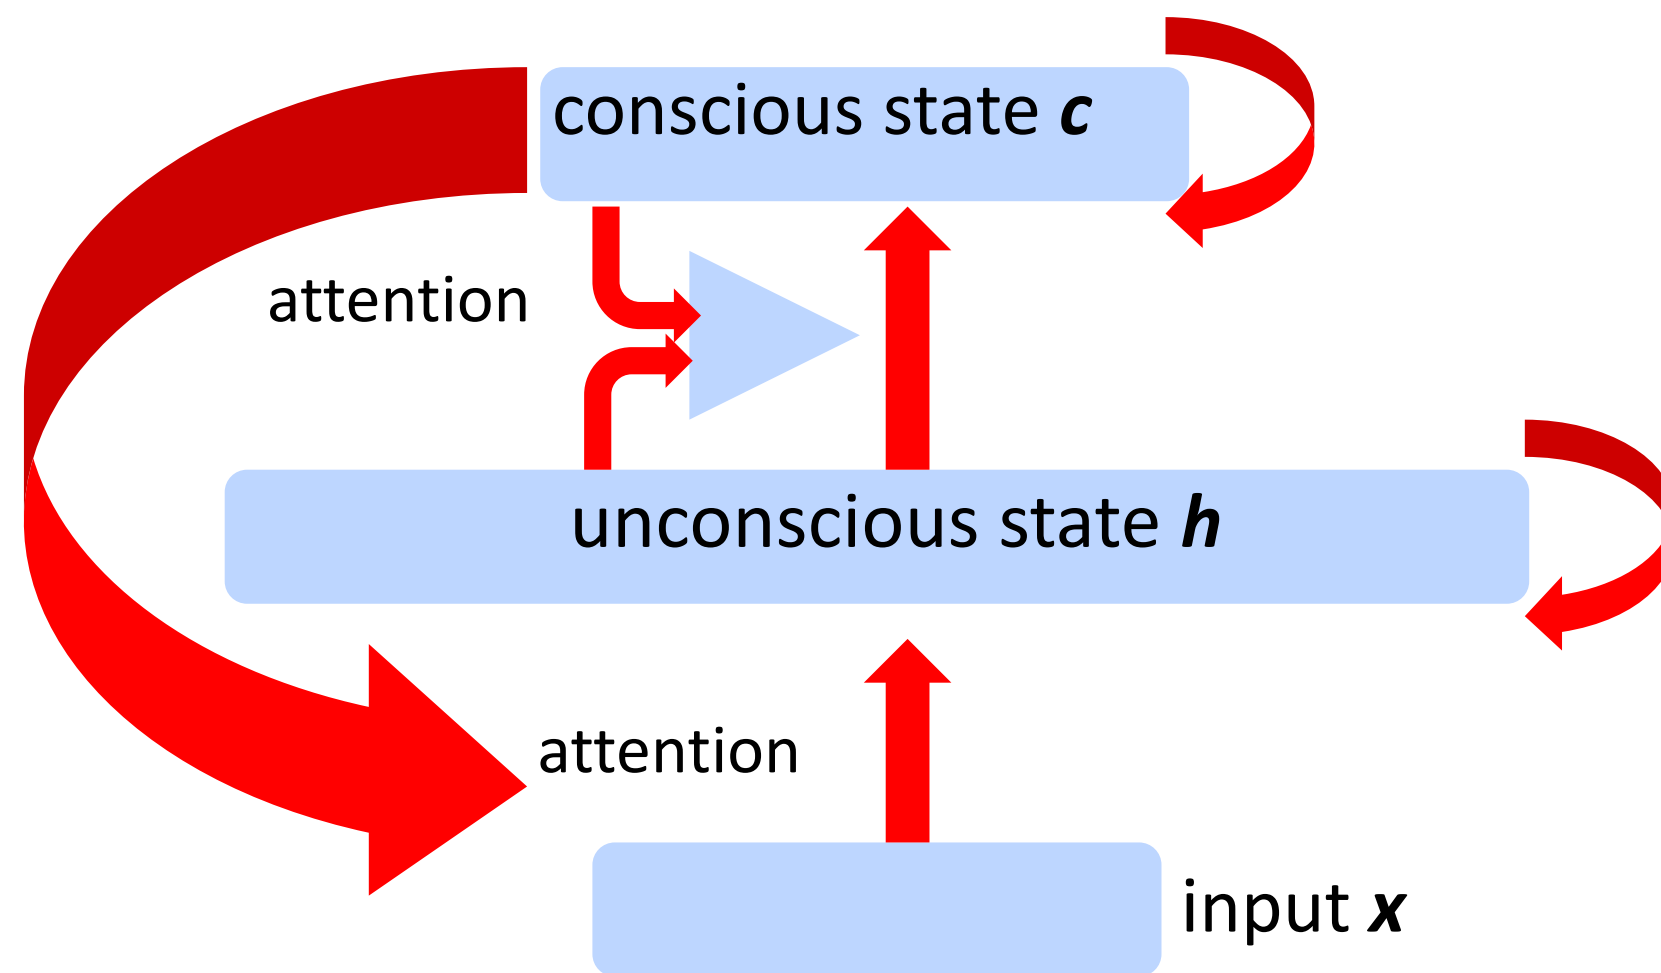 conscious state c
attention
unconscious state h
attention
input x